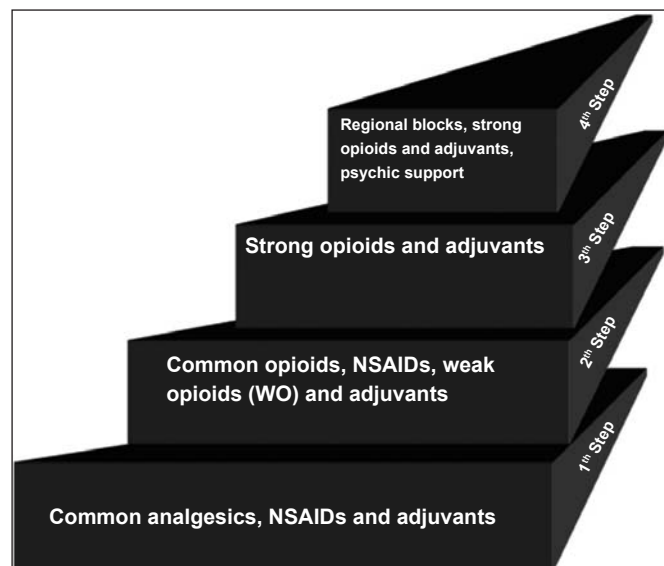 Regional blocks, strong
opioids and adjuvants,
psychic support
4th Step
Strong opioids and adjuvants
3th Step
Common opioids, NSAIDs, weak
opioids (WO) and adjuvants
2th Step
Common analgesics, NSAIDs and adjuvants
1th Step